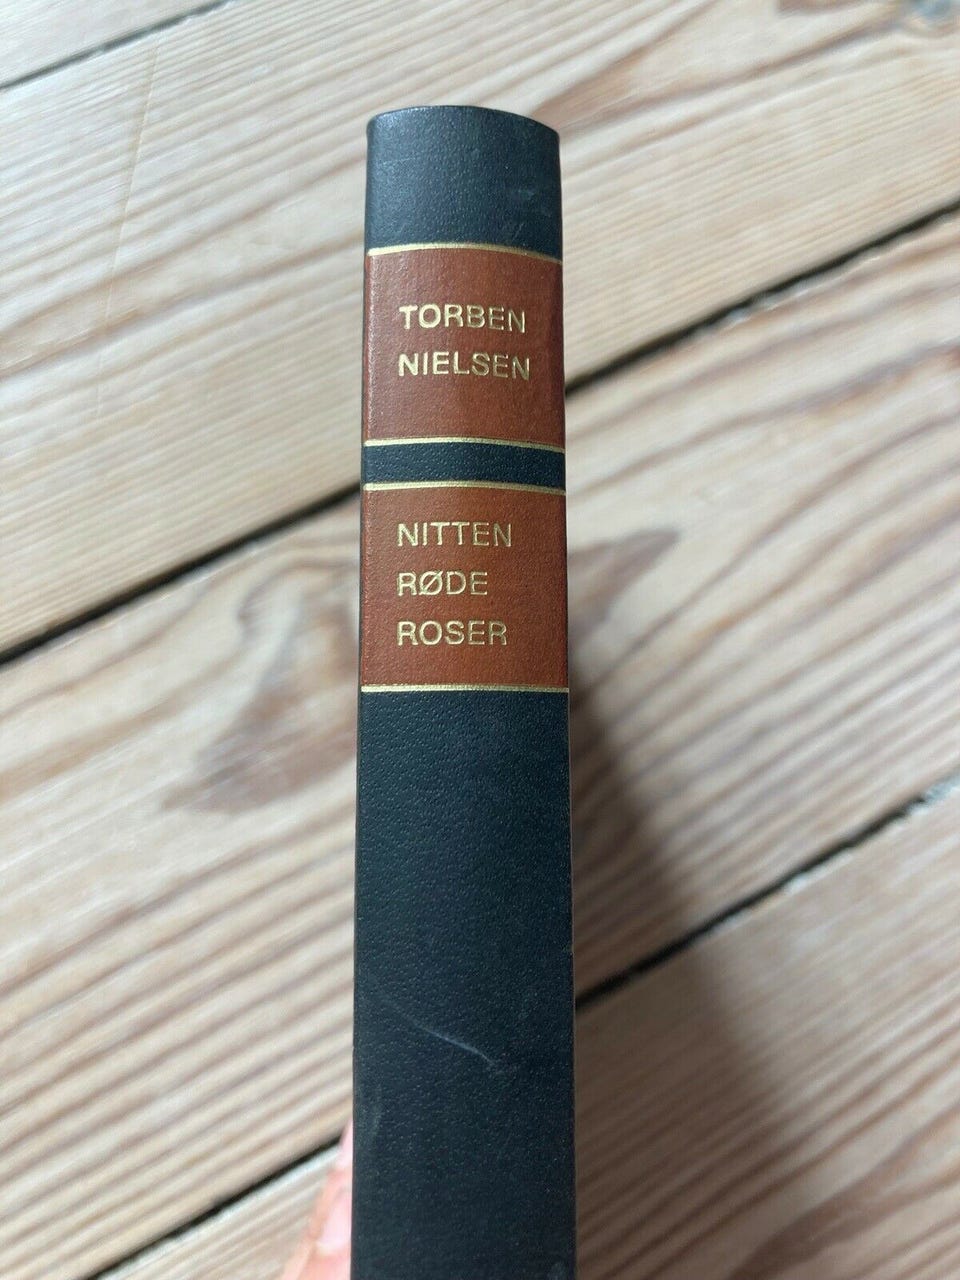 TORBEN
NIELSEN
NITTEN
RØDE
ROSER